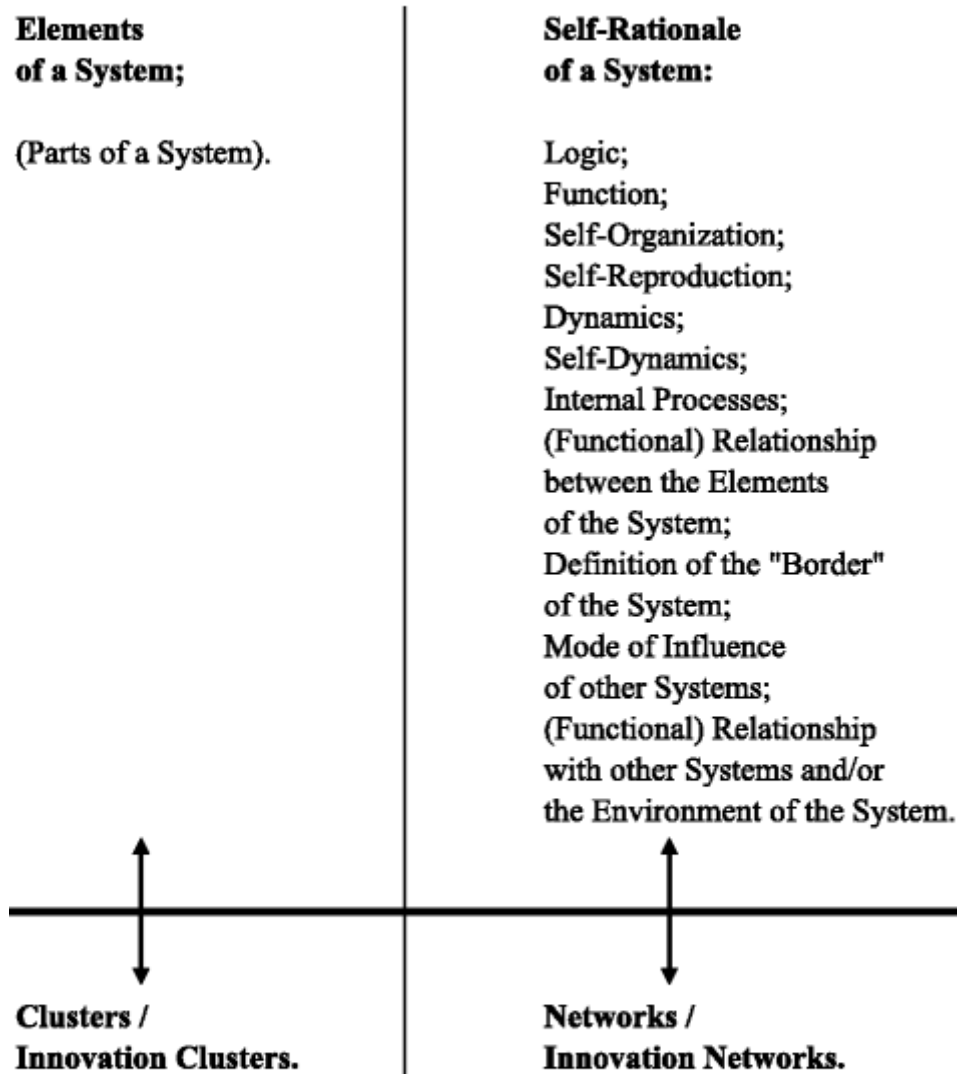 Elements
of a System;
(Parts of a System).
Self-Rationale
of a System:
Logic;
Function;
Self-Organization;
Self-Reproduction;
Dynamics;
Self-Dynamics;
Internal Processes;
(Functional) Relationship
between the Elements
of the System;
Definition of the "Border"
of the System;
Mode of Influence
of other Systems;
(Functional) Relationship
with other Systems and/or
the Environment of the System.
Clusters /
Innovation Clusters.
Networks /
Innovation Networks.